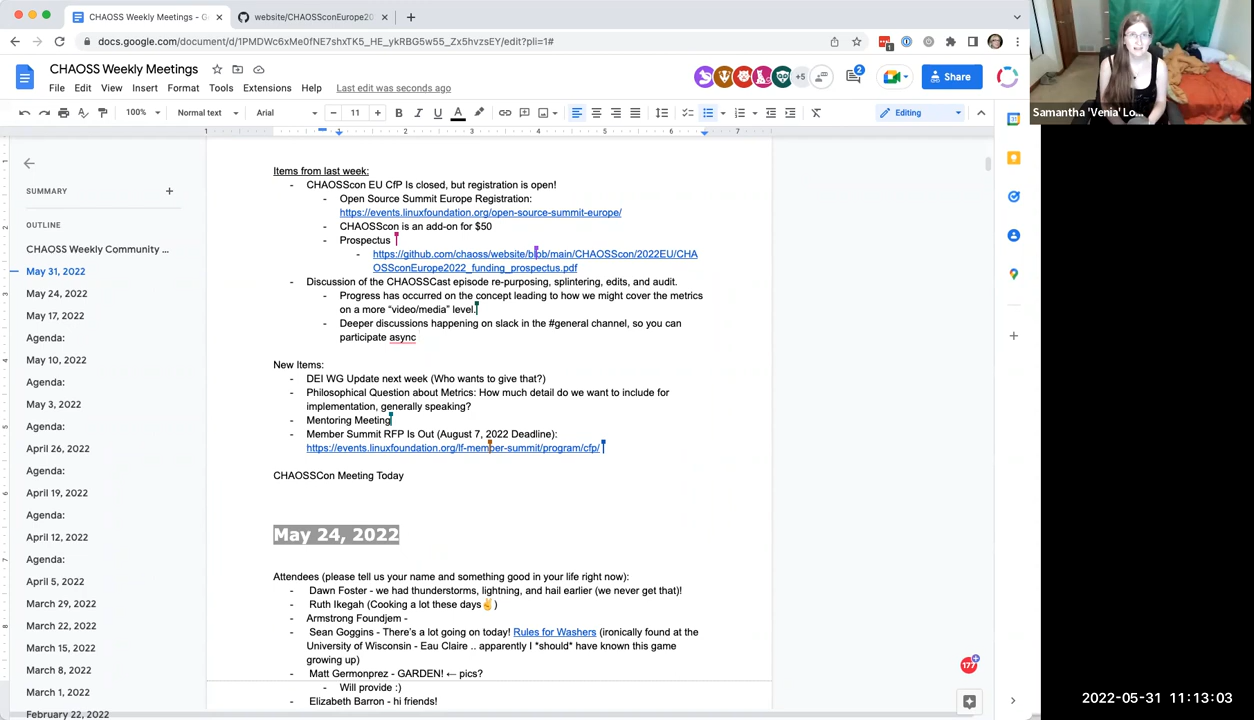 CHAOSS Weekly Meetings - G
website/CHAOSSconEurope20
docs.google.com/document/d/1PMDWc6xMe0fNE7shxTK5_HE_ykRBG5w55_Zx5hvzsEY/edit?pli=1#
1
CHAOSS Weekly Meetings
File Edit View Insert Format Tools Extensions Help Last edit was seconds ago
+5
2
Share
100% Normal text Arial 11 Editing
1 1 2 3 4 5 6 7
SUMMARY
OUTLINE
CHAOSS Weekly Community ...
May 31, 2022
May 24, 2022
May 17, 2022
Agenda:
May 10, 2022
Agenda:
May 3, 2022
Agenda:
April 26, 2022
Agenda:
April 19, 2022
Agenda:
April 12, 2022
Agenda:
April 5, 2022
March 29, 2022
March 22, 2022
March 15, 2022
March 8, 2022
March 1, 2022
February 22, 2022
Items from last week:
- CHAOSScon EU CfP Is closed, but registration is open!
- Open Source Summit Europe Registration:
https://events.linuxfoundation.org/open-source-summit-europe/
- CHAOSScon is an add-on for $50
- Prospectus
- https://github.com/chaoss/website/blob/main/CHAOSScon/2022EU/CHA
OSSconEurope2022_funding_prospectus.pdf
- Discussion of the CHAOSSCast episode re-purposing, splintering, edits, and audit.
- Progress has occurred on the concept leading to how we might cover the metrics
on a more "video/media" level.
- Deeper discussions happening on slack in the #general channel, so you can
participate async
New Items:
- DEI WG Update next week (Who wants to give that?)
- Philosophical Question about Metrics: How much detail do we want to include for
implementation, generally speaking?
- Mentoring Meeting
- Member Summit RFP Is Out (August 7, 2022 Deadline):
https://events.linuxfoundation.org/lf-member-summit/program/cfp/
CHAOSSCon Meeting Today
May 24, 2022
Attendees (please tell us your name and something good in your life right now):
- Dawn Foster - we had thunderstorms, lightning, and hail earlier (we never get that)!
- Ruth Ikegah (Cooking a lot these days✌️)
- Armstrong Foundjem -
- Sean Goggins - There's a lot going on today! Rules for Washers (ironically found at the
University of Wisconsin - Eau Claire .. apparently I *should* have known this game
growing up)
- Matt Germonprez - GARDEN! ← pics?
- Will provide :)
- Elizabeth Barron - hi friends!
177
Samantha 'Venia' Lo...
2022-05-31 11:13:03